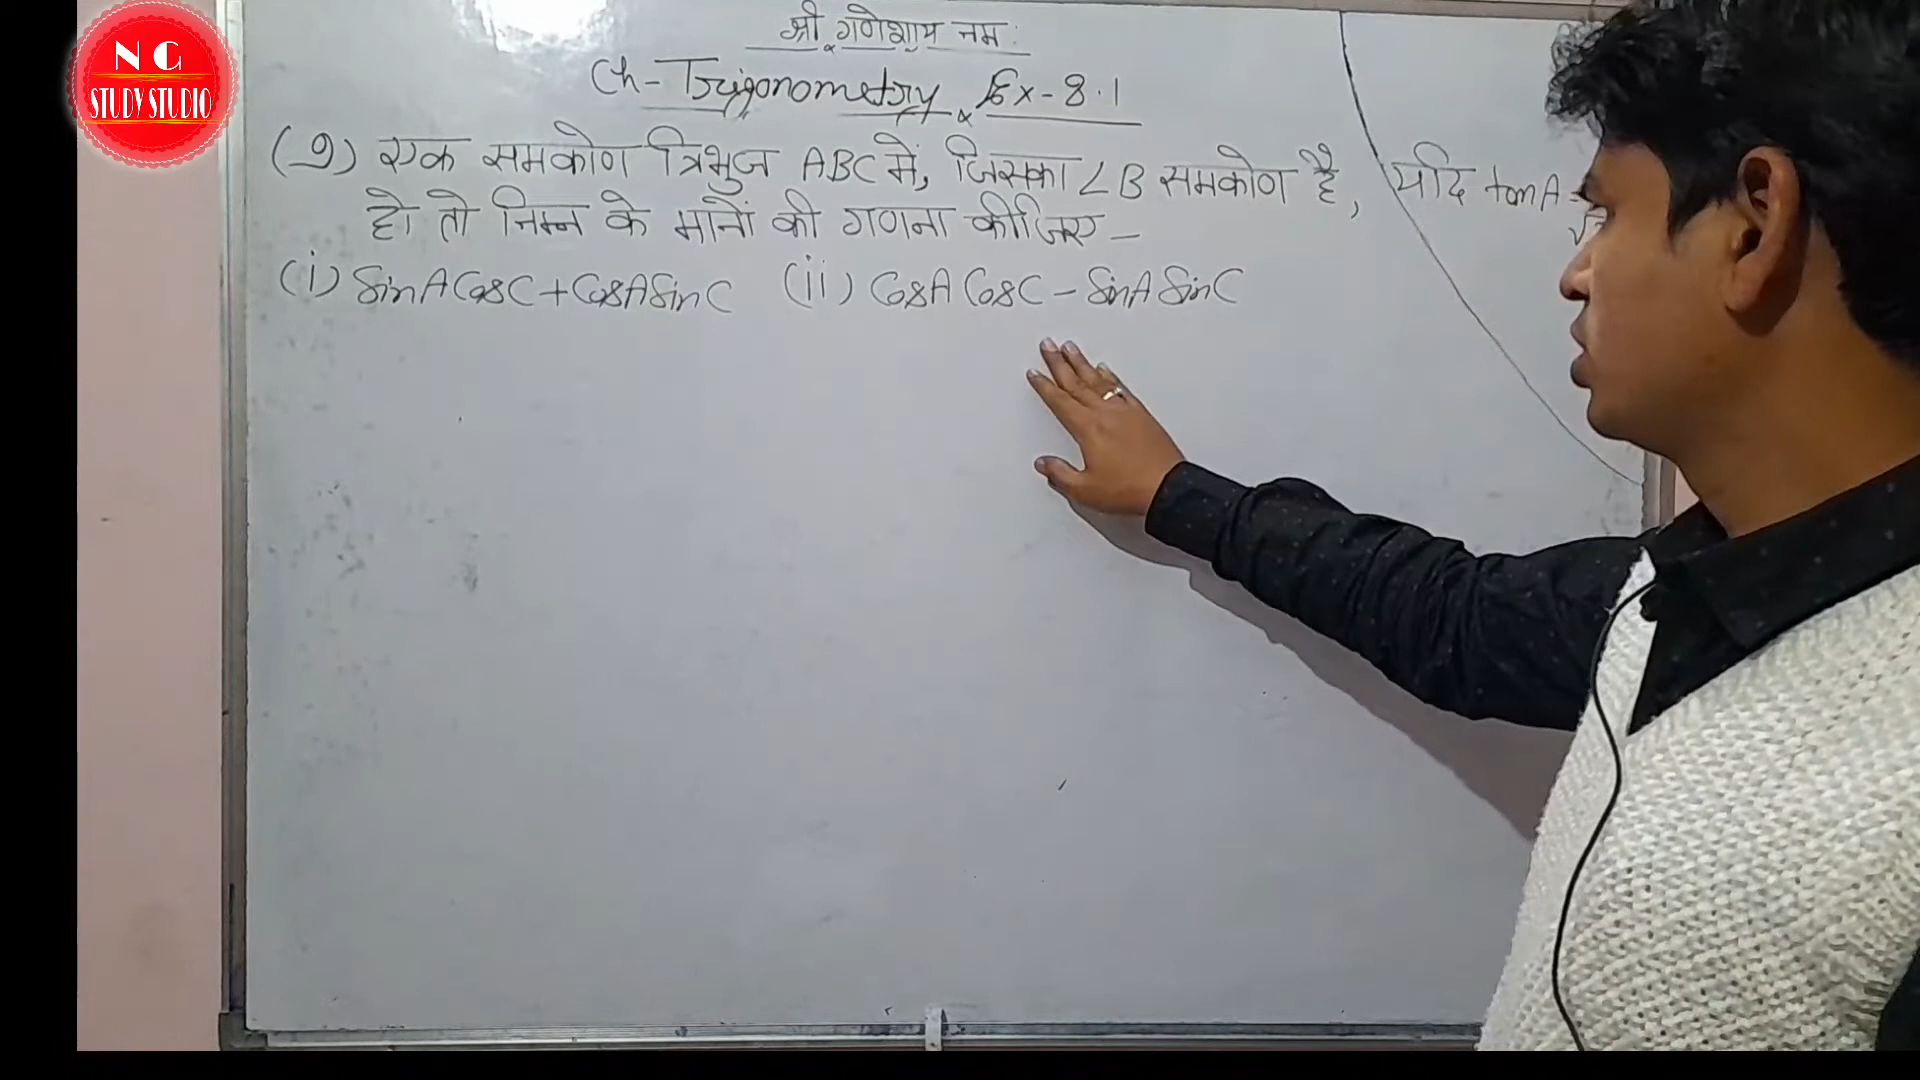 N G
STUDY STUDIO
श्री गणेशाय नमः
Ch-Trigonometry Ex-8.1
(9) एक समकोण त्रिभुज ABC में, जिसका ∠B समकोण है, यदि tanA =
हो तो निम्न के मानों की गणना कीजिए -
(i) SinA CosC + CosA SinC (ii) CosA CosC - SinA SinC